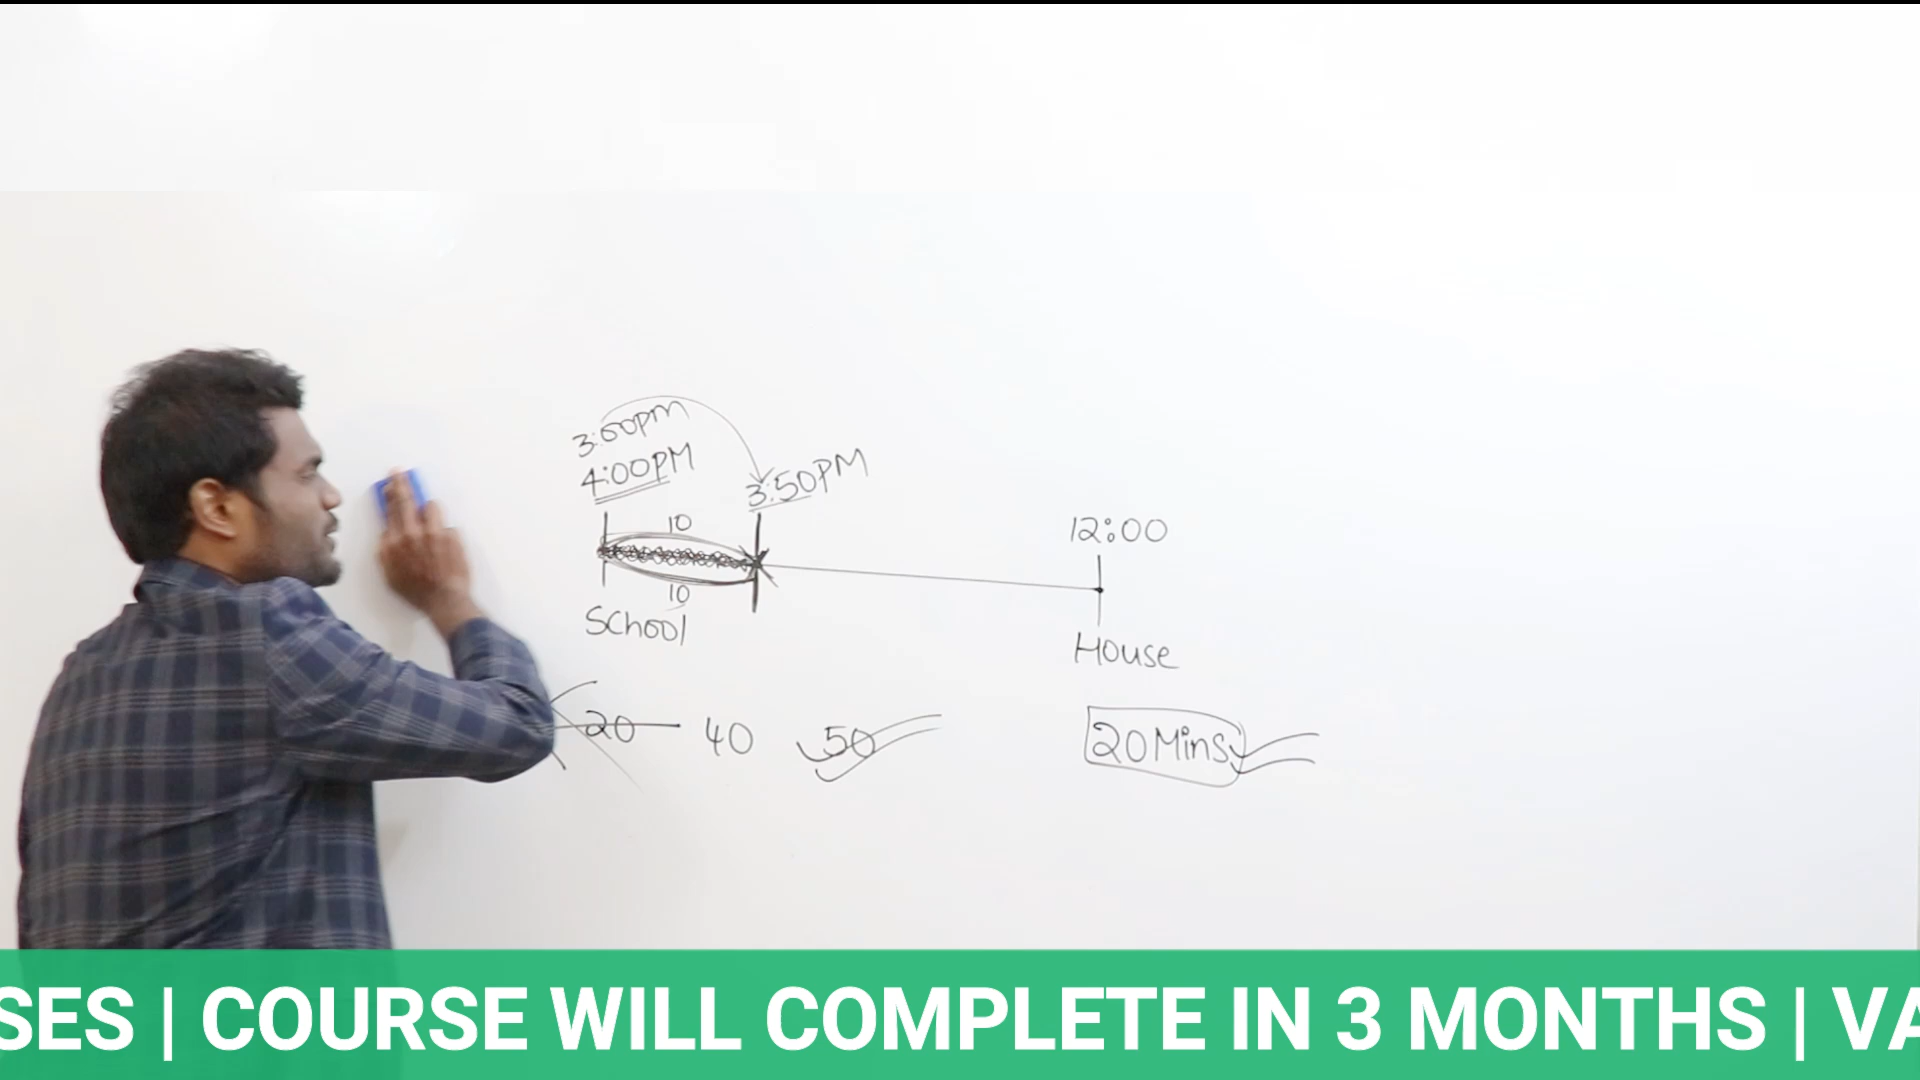 3:00PM
4:00PM
3:50PM
10
12:00
10
School
House
20 40 50
20Mins
SES | COURSE WILL COMPLETE IN 3 MONTHS | VA